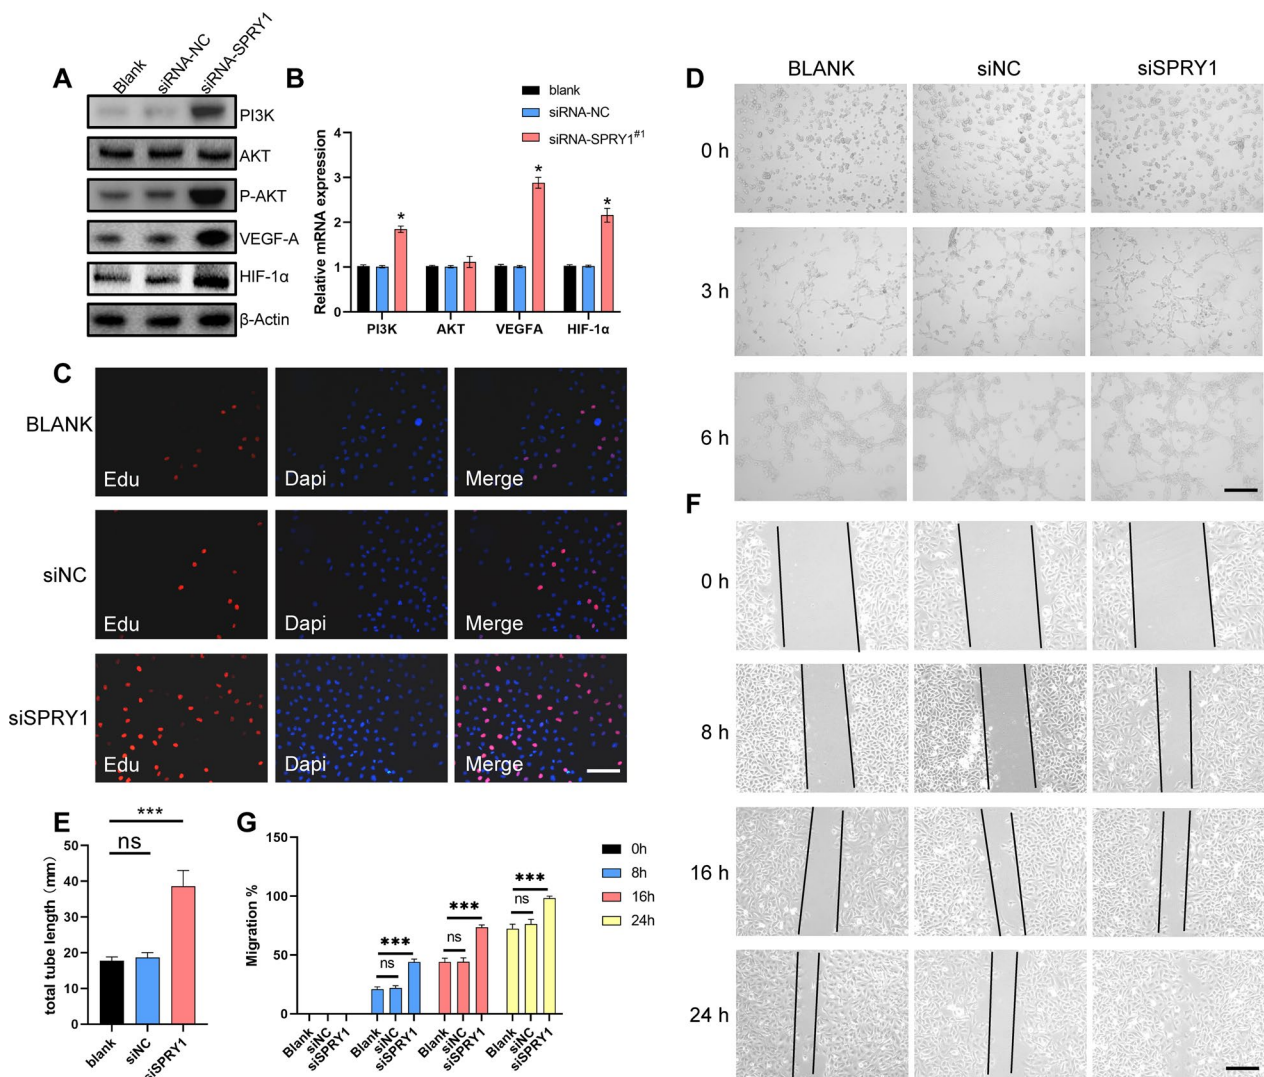 A
Blank
siRNA-NC
siRNA-SPRY1
PI3K
AKT
P-AKT
VEGF-A
HIF-1α
β-Actin
B
blank
siRNA-NC
siRNA-SPRY1#1
Relative mRNA expression
4
3
2
1
0
*
*
*
PI3K
AKT
VEGFA
HIF-1α
C
BLANK
Edu
Dapi
Merge
siNC
Edu
Dapi
Merge
siSPRY1
Edu
Dapi
Merge
D
BLANK
siNC
siSPRY1
0 h
3 h
6 h
E
total tube length (mm)
50
40
30
20
10
0
***
ns
blank
siNC
siSPRY1
F
0 h
8 h
16 h
24 h
G
Migration %
150
100
50
0
0h
8h
16h
24h
***
ns
***
ns
***
ns
Blank
siNC
siSPRY1
Blank
siNC
siSPRY1
Blank
siNC
siSPRY1
Blank
siNC
siSPRY1